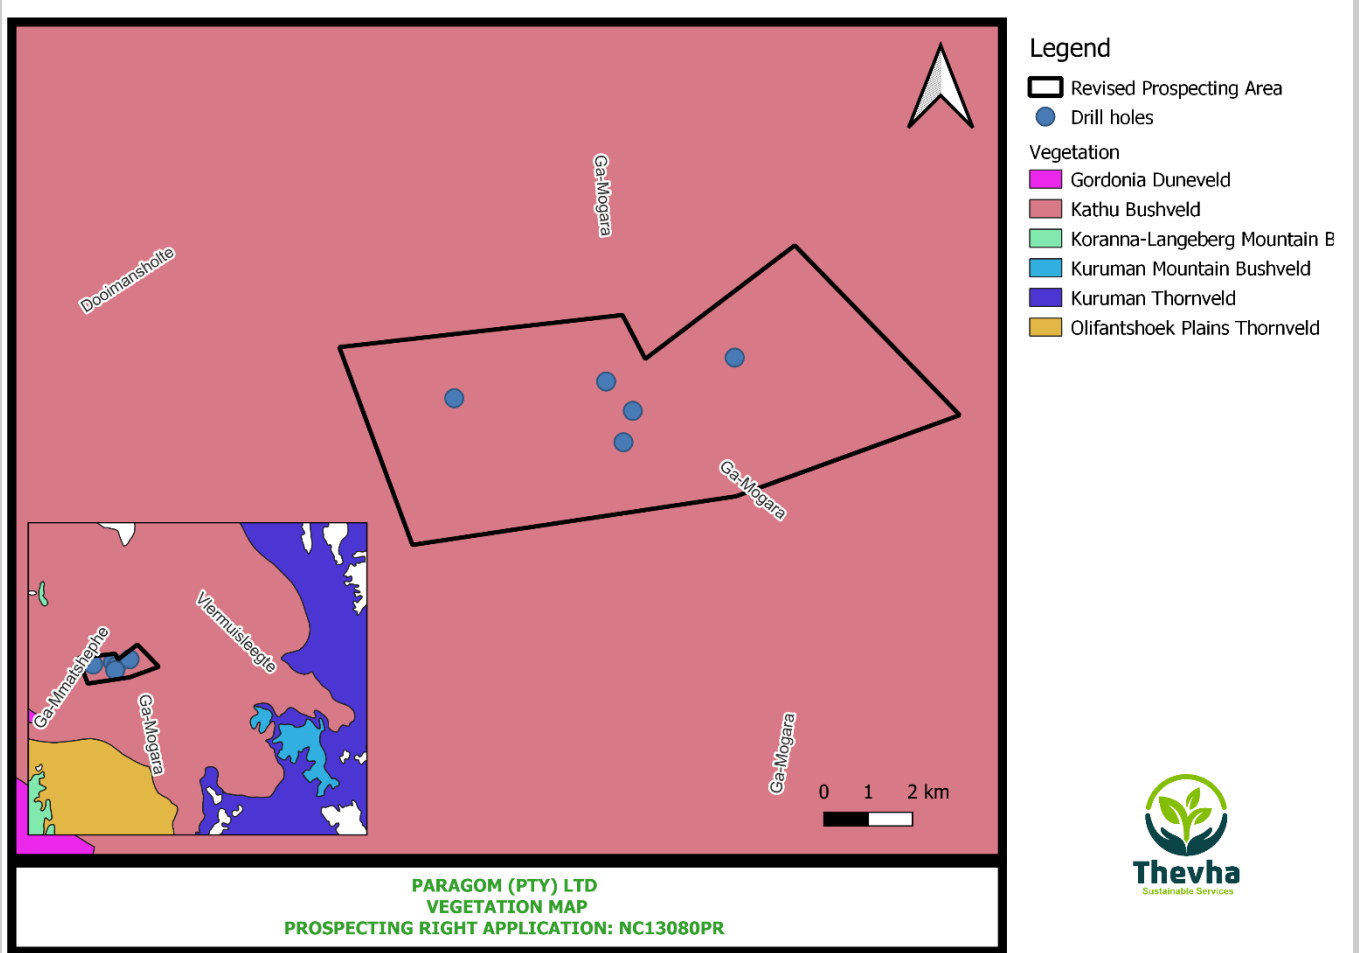 Legend
Revised Prospecting Area
Drill holes
Vegetation
Gordonia Duneveld
Kathu Bushveld
Koranna-Langeberg Mountain B
Kuruman Mountain Bushveld
Kuruman Thornveld
Olifantshoek Plains Thornveld
Ga-Mogara
Dooimansholte
Ga-Mogara
Vlermuisleegte
Ga-Mmatshephe
Ga-Mogara
Ga-Mogara
0 1 2 km
Thevha
Sustainable Services
PARAGOM (PTY) LTD
VEGETATION MAP
PROSPECTING RIGHT APPLICATION: NC13080PR